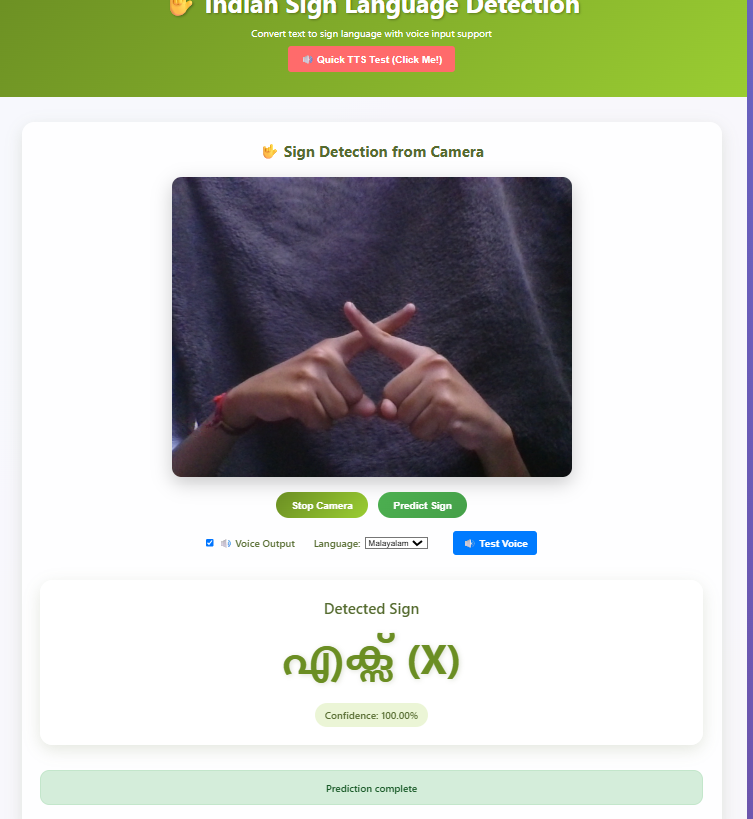 Indian Sign Language Detection
Convert text to sign language with voice input support
Quick TTS Test (Click Me!)
Sign Detection from Camera
Stop Camera
Predict Sign
Voice Output
Language:
Malayalam
Test Voice
Detected Sign
എക്സ് (X)
Confidence: 100.00%
Prediction complete